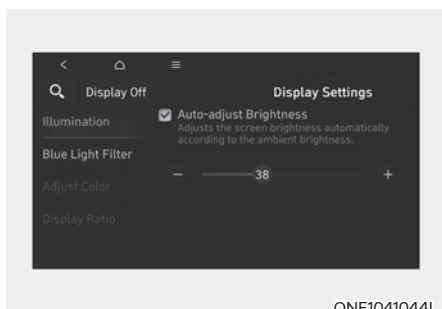 Display Off
Display Settings
Illumination
Auto-adjust Brightness
Adjusts the screen brightness automatically
according to the ambient brightness.
Blue Light Filter
38
Adjust Color
Display Ratio